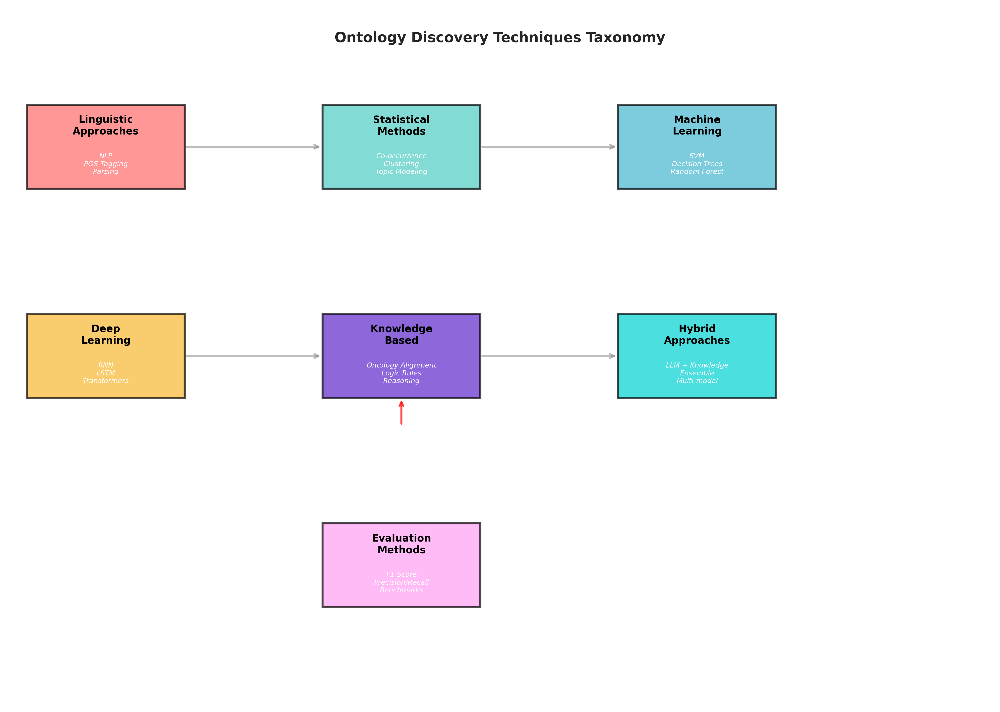 Ontology Discovery Techniques Taxonomy
Linguistic
Approaches
NLP
POS Tagging
Parsing
Statistical
Methods
Co-occurrence
Clustering
Topic Modeling
Machine
Learning
SVM
Decision Trees
Random Forest
Deep
Learning
RNN
LSTM
Transformers
Knowledge
Based
Ontology Alignment
Logic Rules
Reasoning
Hybrid
Approaches
LLM + Knowledge
Ensemble
Multi-modal
Evaluation
Methods
F1-Score
Precision/Recall
Benchmarks